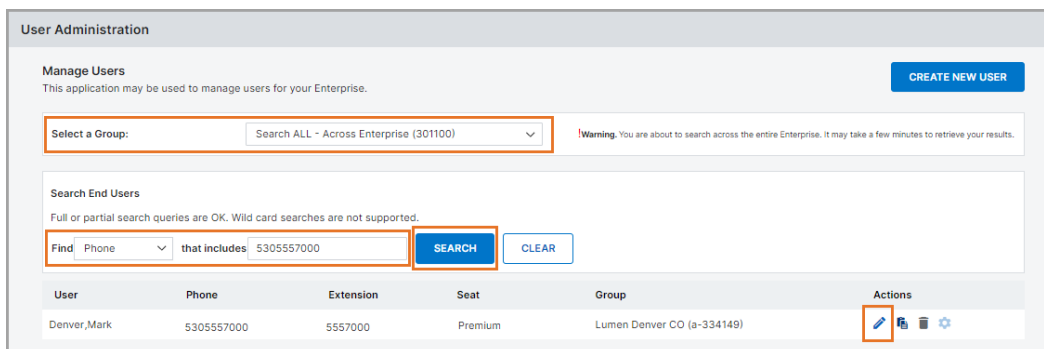 User Administration
Manage Users
CREATE NEW USER
This application may be used to manage users for your Enterprise.
Select a Group: Search ALL - Across Enterprise (301100) !Warning. You are about to search across the entire Enterprise. It may take a few minutes to retrieve your results.
Search End Users
Full or partial search queries are OK. Wild card searches are not supported.
Find Phone that includes 5305557000 SEARCH CLEAR
User Phone Extension Seat Group Actions
Denver,Mark 5305557000 5557000 Premium Lumen Denver CO (a-334149)